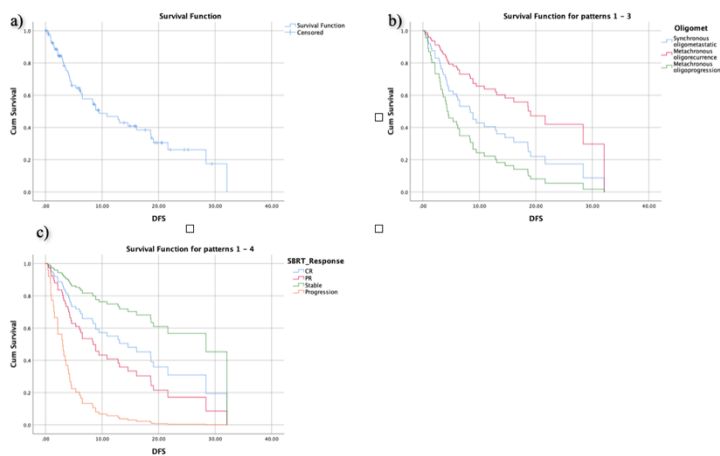 a)
Survival Function
Survival Function
Censored
Cum Survival
1.0
0.8
0.6
0.4
0.2
0.0
.00 10.00 20.00 30.00 40.00
DFS
b)
Survival Function for patterns 1 - 3
Oligomet
Synchronous
oligometastatic
Metachronous
oligorecurrence
Metachronous
oligoprogression
Cum Survival
1.0
0.8
0.6
0.4
0.2
0.0
.00 10.00 20.00 30.00 40.00
DFS
c)
Survival Function for patterns 1 - 4
SBRT_Response
CR
PR
Stable
Progression
Cum Survival
1.0
0.8
0.6
0.4
0.2
0.0
.00 10.00 20.00 30.00 40.00
DFS